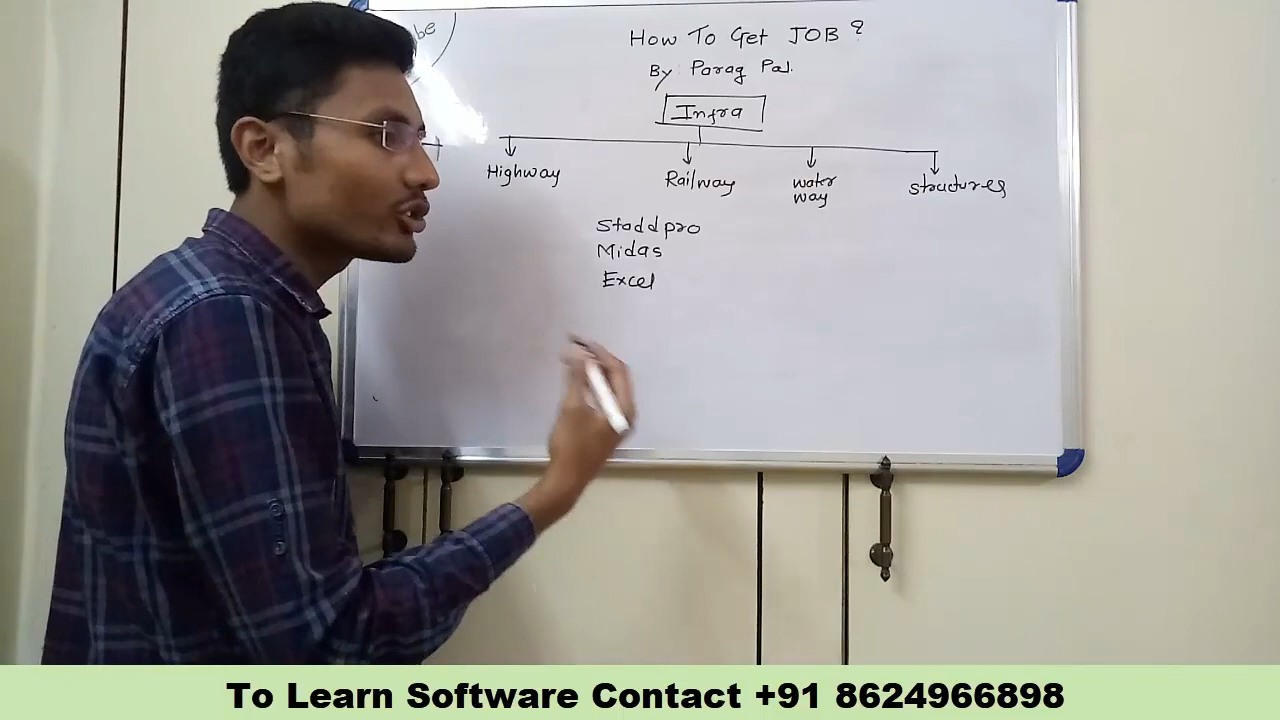 How To Get JOB ?
By: Parag Pal.
Infra
Highway Railway water way structures
Staddpro
Midas
Excel
To Learn Software Contact +91 8624966898